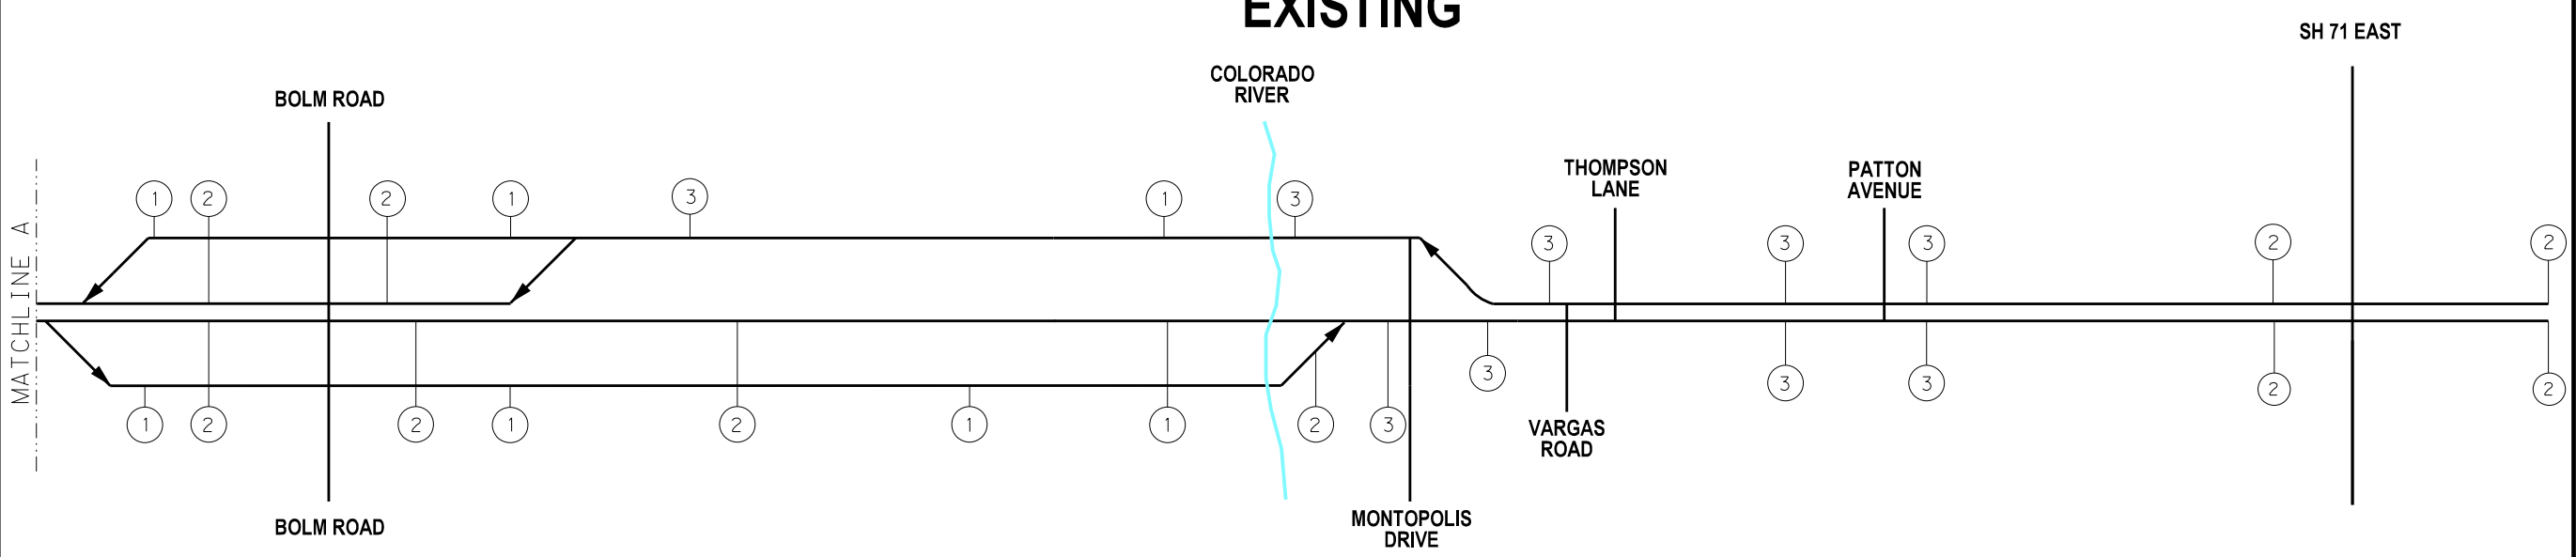 EXISTING
SH 71 EAST
COLORADO
RIVER
BOLM ROAD
THOMPSON
LANE
PATTON
AVENUE
1 2 2 1 3 1 3 3 3 3 2 2
MATCHLINE A
1 2 2 1 2 1 1 2 3 3 3 3 2 2
VARGAS
ROAD
BOLM ROAD
MONTOPOLIS
DRIVE